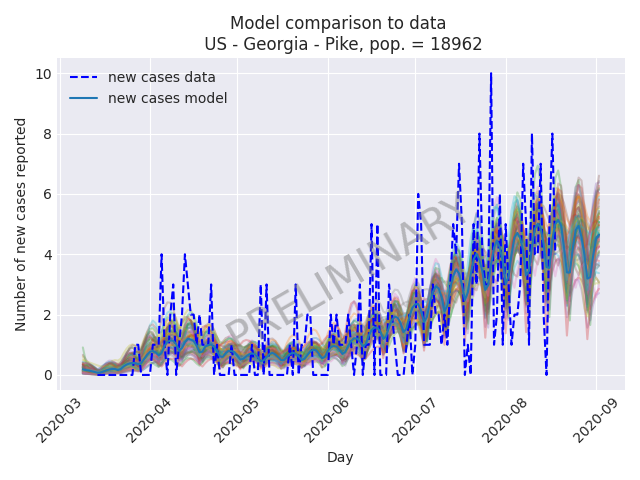 Model comparison to data
US - Georgia - Pike, pop. = 18962
new cases data
new cases model
PRELIMINARY
Number of new cases reported
10
8
6
4
2
0
2020-03
2020-04
2020-05
2020-06
2020-07
2020-08
2020-09
Day